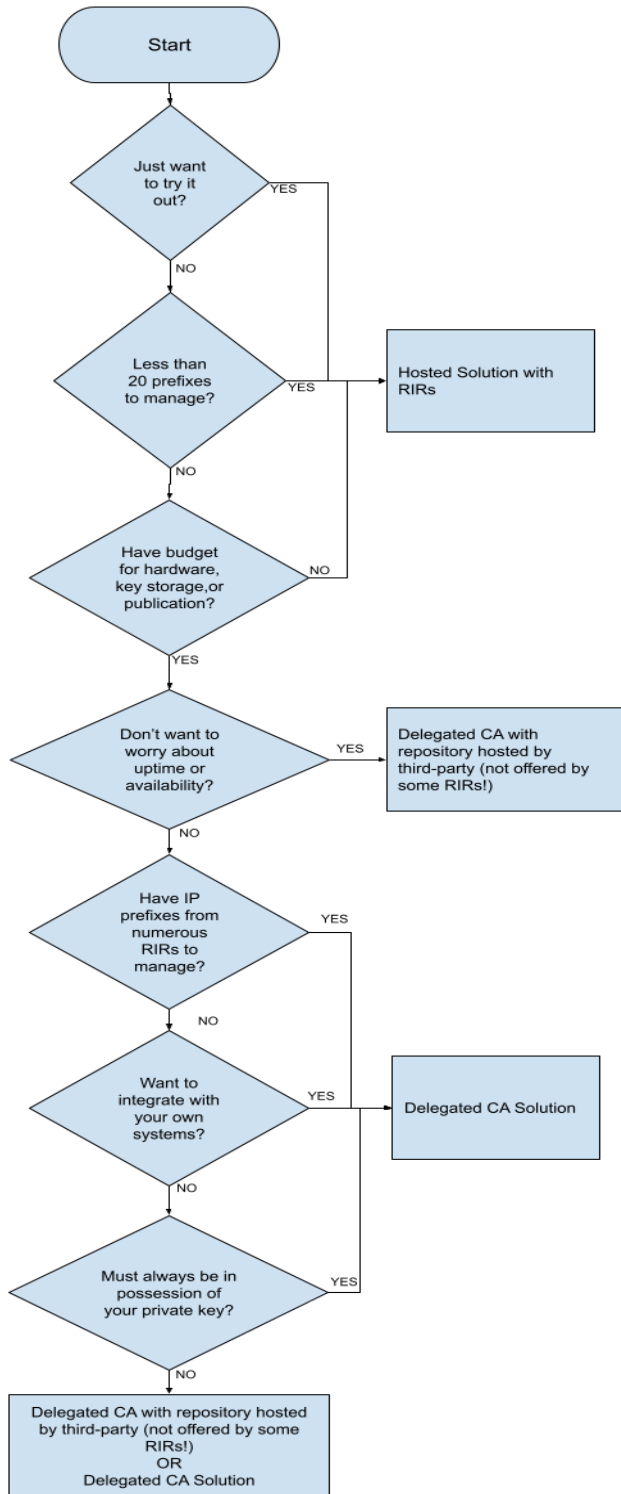 Start
Just want
to try it
out?
YES
NO
Less than
20 prefixes
to manage?
YES
Hosted Solution with
RIRs
NO
Have budget
for hardware,
key storage,or
publication?
NO
YES
Don't want to
worry about
uptime or
availability?
YES
Delegated CA with
repository hosted by
third-party (not offered by
some RIRs!)
NO
Have IP
prefixes from
numerous
RIRs to
manage?
YES
NO
Want to
integrate with
your own
systems?
YES
Delegated CA Solution
NO
Must always be in
possession of
your private key?
YES
NO
Delegated CA with repository hosted
by third-party (not offered by some
RIRs!)
OR
Delegated CA Solution